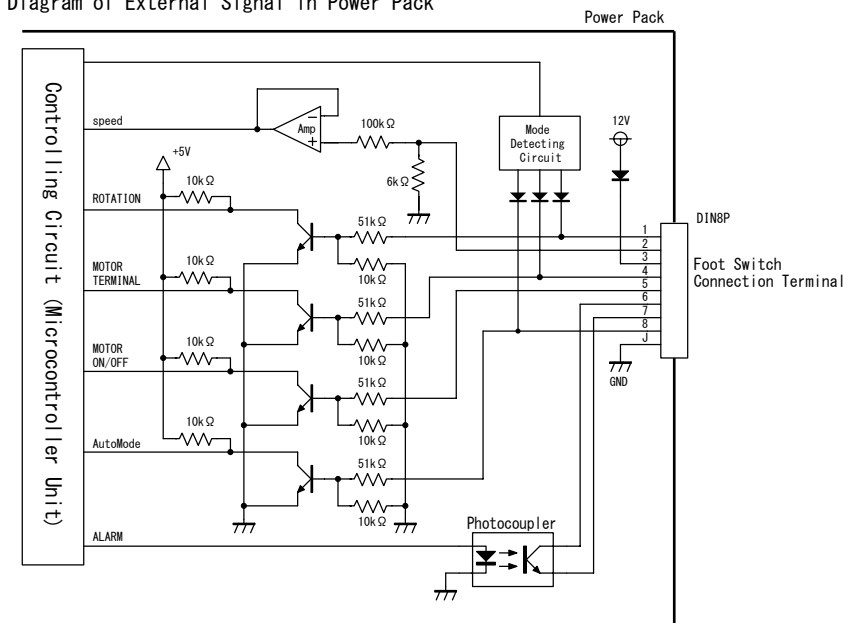 Diagram of External Signal in Power Pack
Power Pack
Controlling Circuit (Microcontroller Unit)
speed
Amp
100kΩ
6kΩ
Mode
Detecting
Circuit
12V
+5V
10kΩ
ROTATION
51kΩ
10kΩ
DIN8P
1
2
3
4
5
6
7
8
J
Foot Switch
Connection Terminal
10kΩ
MOTOR
TERMINAL
51kΩ
10kΩ
GND
10kΩ
MOTOR
ON/OFF
51kΩ
10kΩ
10kΩ
AutoMode
51kΩ
10kΩ
Photocoupler
ALARM